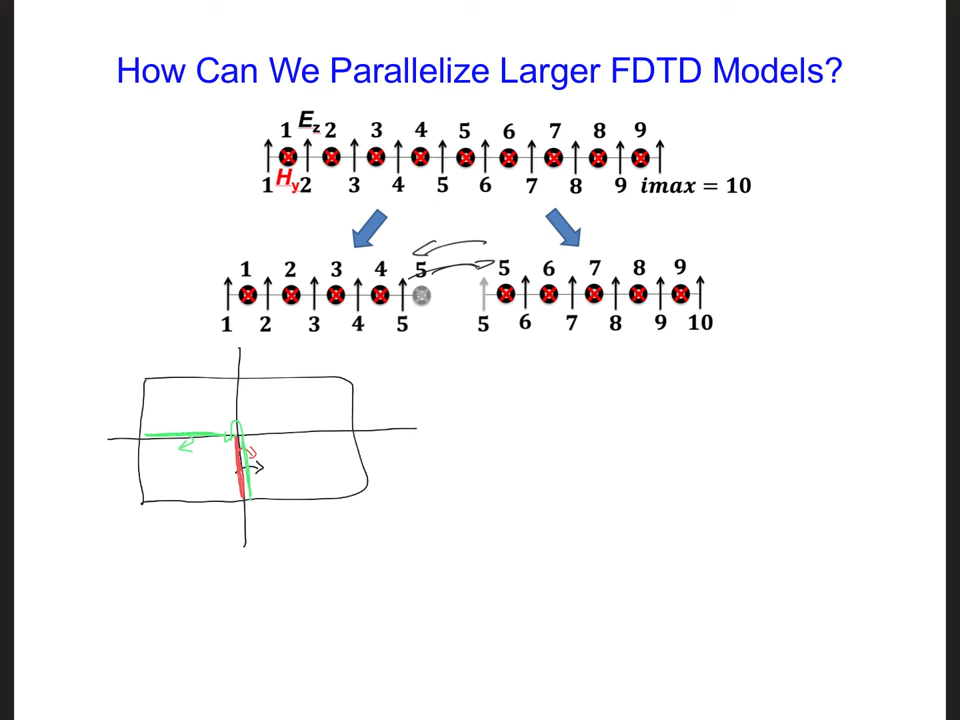 How Can We Parallelize Larger FDTD Models?
1 Ez 2 3 4 5 6 7 8 9
1 Hy 2 3 4 5 6 7 8 9 imax = 10
1 2 3 4 5 5 6 7 8 9
1 2 3 4 5 5 6 7 8 9 10